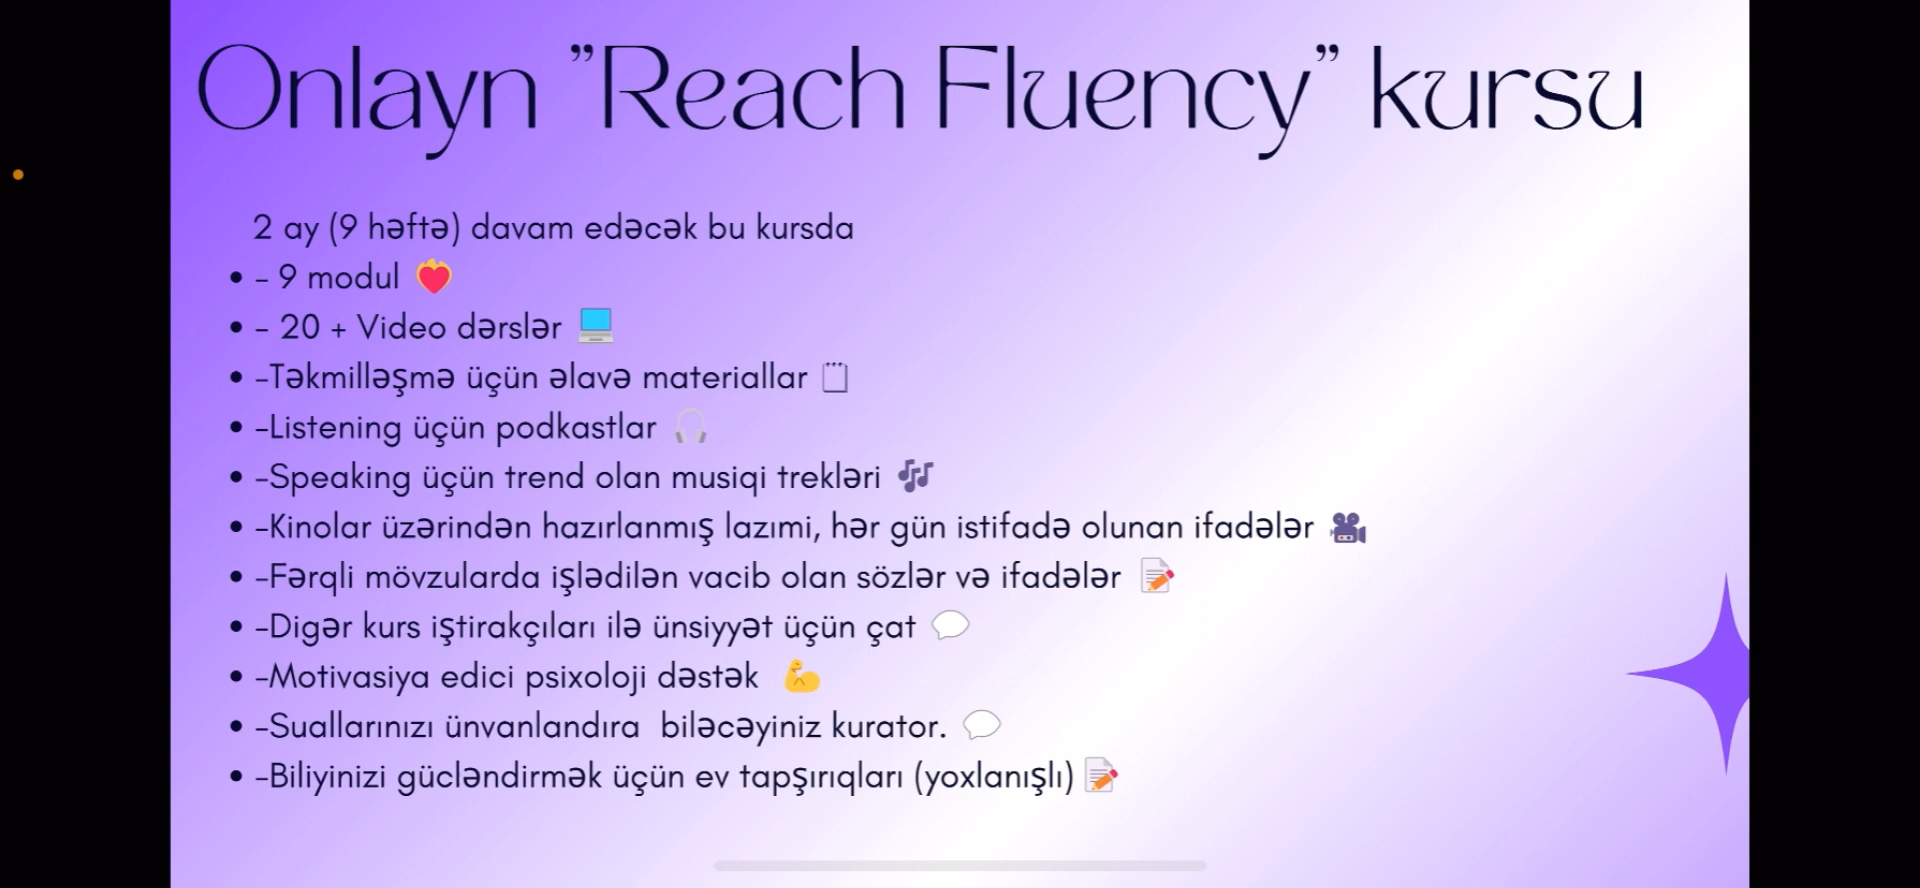 Onlayn ”Reach Fluency” kursu
2 ay (9 həftə) davam edəcək bu kursda
• - 9 modul ❤️‍🔥
• - 20 + Video dərslər 💻
• -Təkmilləşmə üçün əlavə materiallar 🗒️
• -Listening üçün podkastlar 🎧
• -Speaking üçün trend olan musiqi trekləri 🎶
• -Kinolar üzərindən hazırlanmış lazımi, hər gün istifadə olunan ifadələr 🎥
• -Fərqli mövzularda işlədilən vacib olan sözlər və ifadələr 📝
• -Digər kurs iştirakçıları ilə ünsiyyət üçün çat 💬
• -Motivasiya edici psixoloji dəstək 💪
• -Suallarınızı ünvanlandıra  biləcəyiniz kurator. 💬
• -Biliyinizi gücləndirmək üçün ev tapşırıqları (yoxlanışlı) 📝